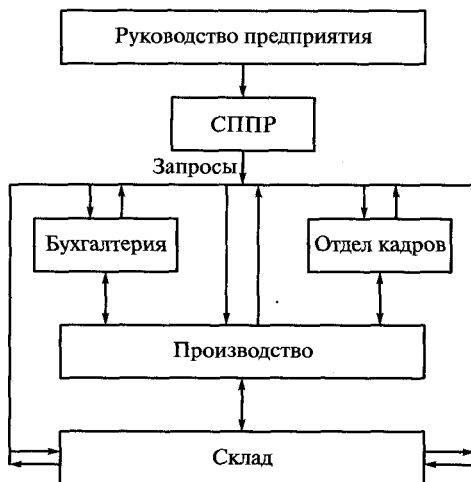 Руководство предприятия
СППР
Запросы
Бухгалтерия
Отдел кадров
Производство
Склад